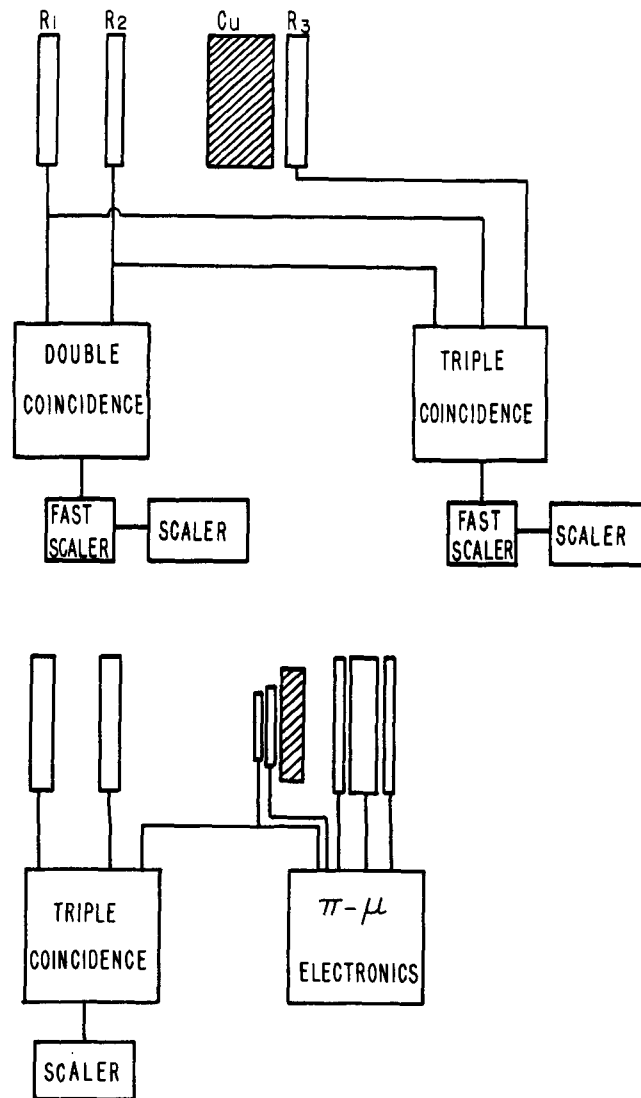 R1 R2 Cu R3
DOUBLE
COINCIDENCE
TRIPLE
COINCIDENCE
FAST
SCALER
SCALER
FAST
SCALER
SCALER
TRIPLE
COINCIDENCE
π-μ
ELECTRONICS
SCALER